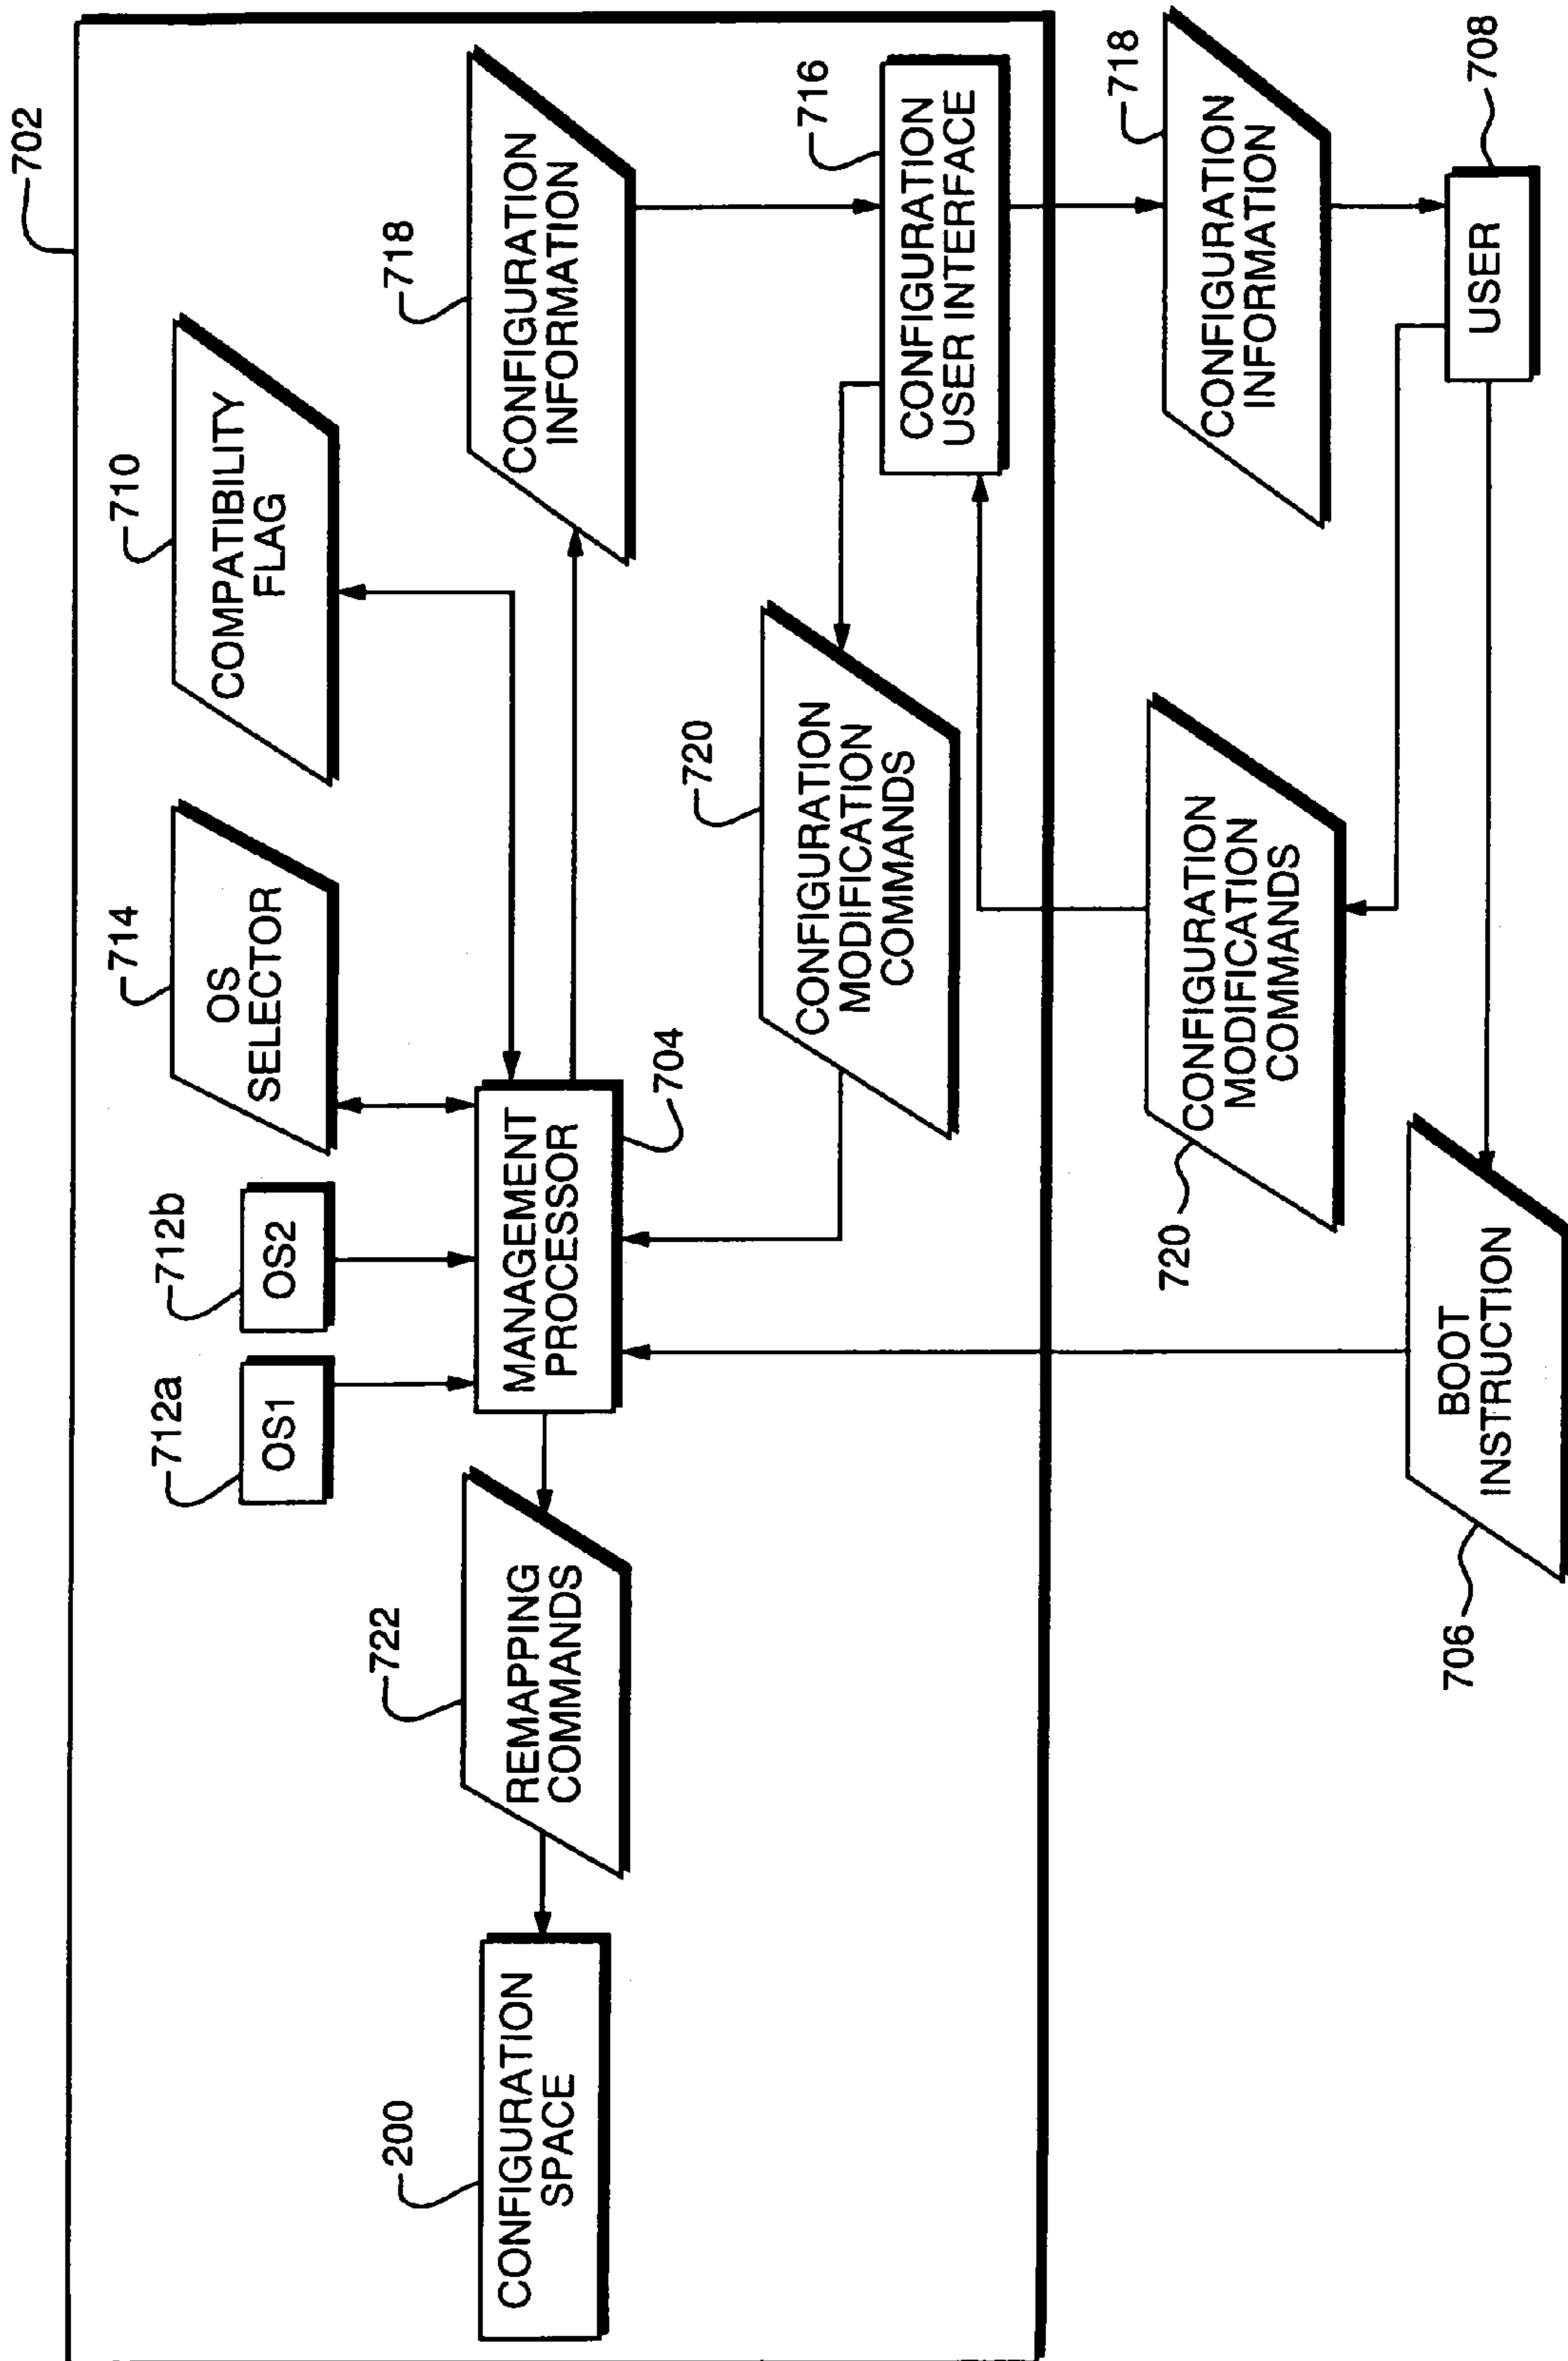 702
712a
OS1
712b
OS2
714
OS
SELECTOR
710
COMPATIBILITY
FLAG
200
CONFIGURATION
SPACE
722
REMAPPING
COMMANDS
MANAGEMENT
PROCESSOR
704
718
CONFIGURATION
INFORMATION
720
CONFIGURATION
MODIFICATION
COMMANDS
716
CONFIGURATION
USER INTERFACE
720
CONFIGURATION
MODIFICATION
COMMANDS
718
CONFIGURATION
INFORMATION
706
BOOT
INSTRUCTION
USER
708